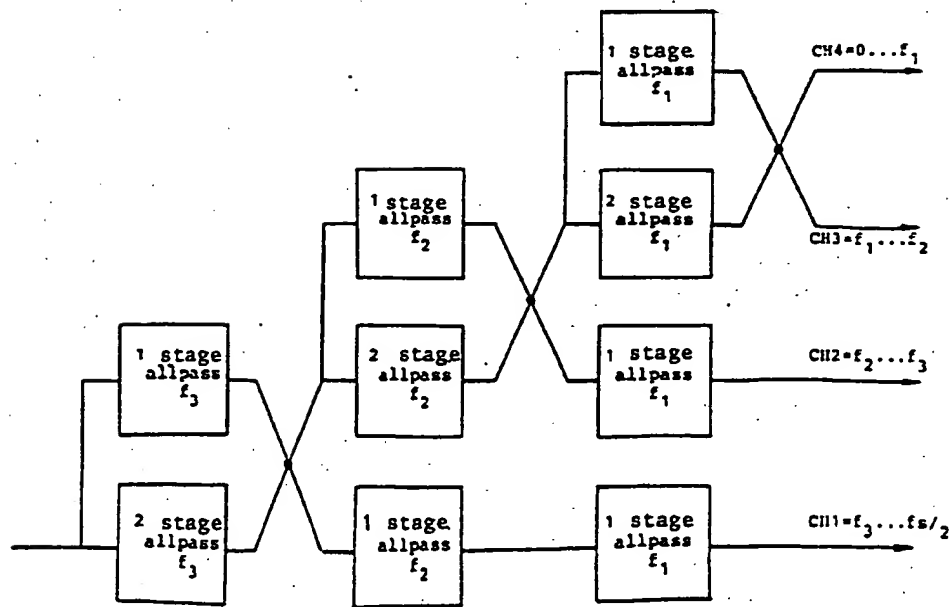 1 stage
allpass
f1
CH4=0...f1
1 stage
allpass
f2
2 stage
allpass
f1
CH3=f1...f2
1 stage
allpass
f3
2 stage
allpass
f2
1 stage
allpass
f1
CH2=f2...f3
2 stage
allpass
f3
1 stage
allpass
f2
1 stage
allpass
f1
CH1=f3...fs/2